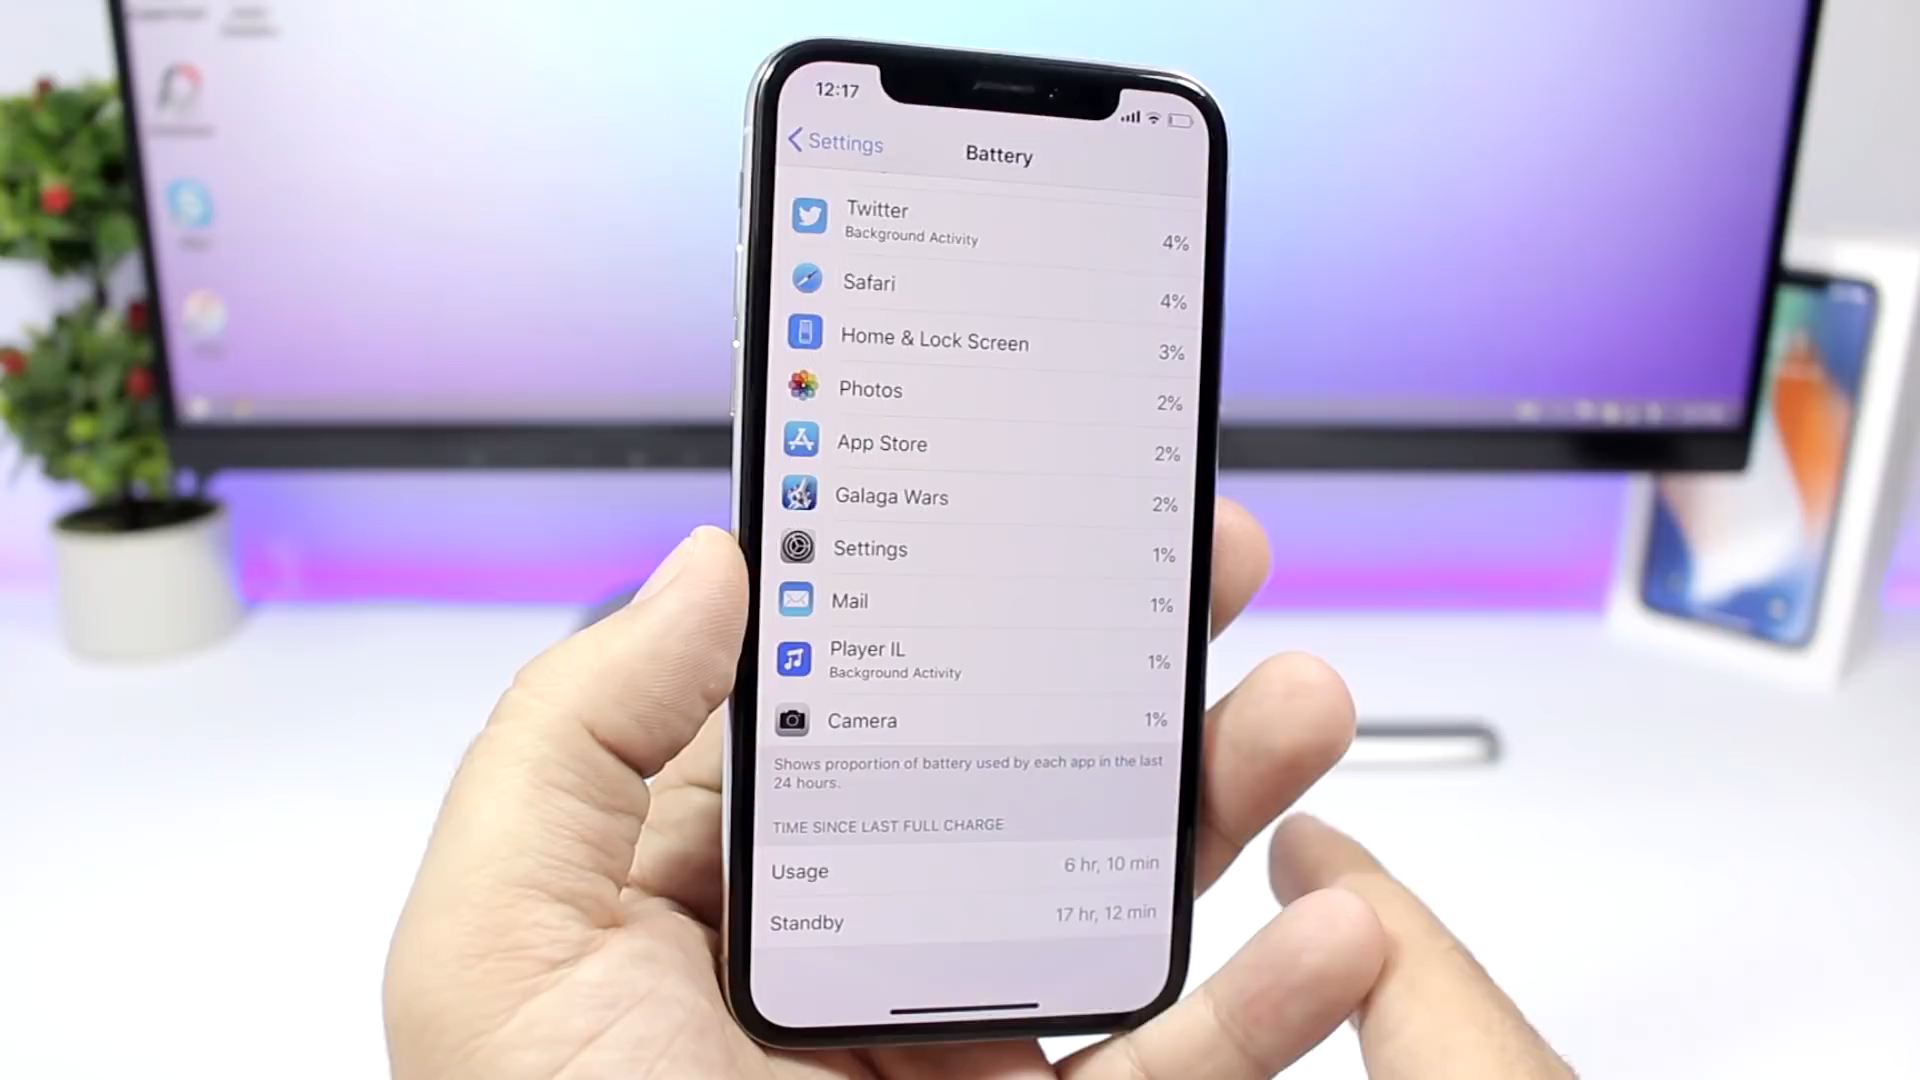 12:17
Settings
Battery
Twitter
Background Activity
4%
Safari
4%
Home & Lock Screen
3%
Photos
2%
App Store
2%
Galaga Wars
2%
Settings
1%
Mail
1%
Player IL
Background Activity
1%
Camera
1%
Shows proportion of battery used by each app in the last
24 hours.
TIME SINCE LAST FULL CHARGE
Usage
6 hr, 10 min
Standby
17 hr, 12 min